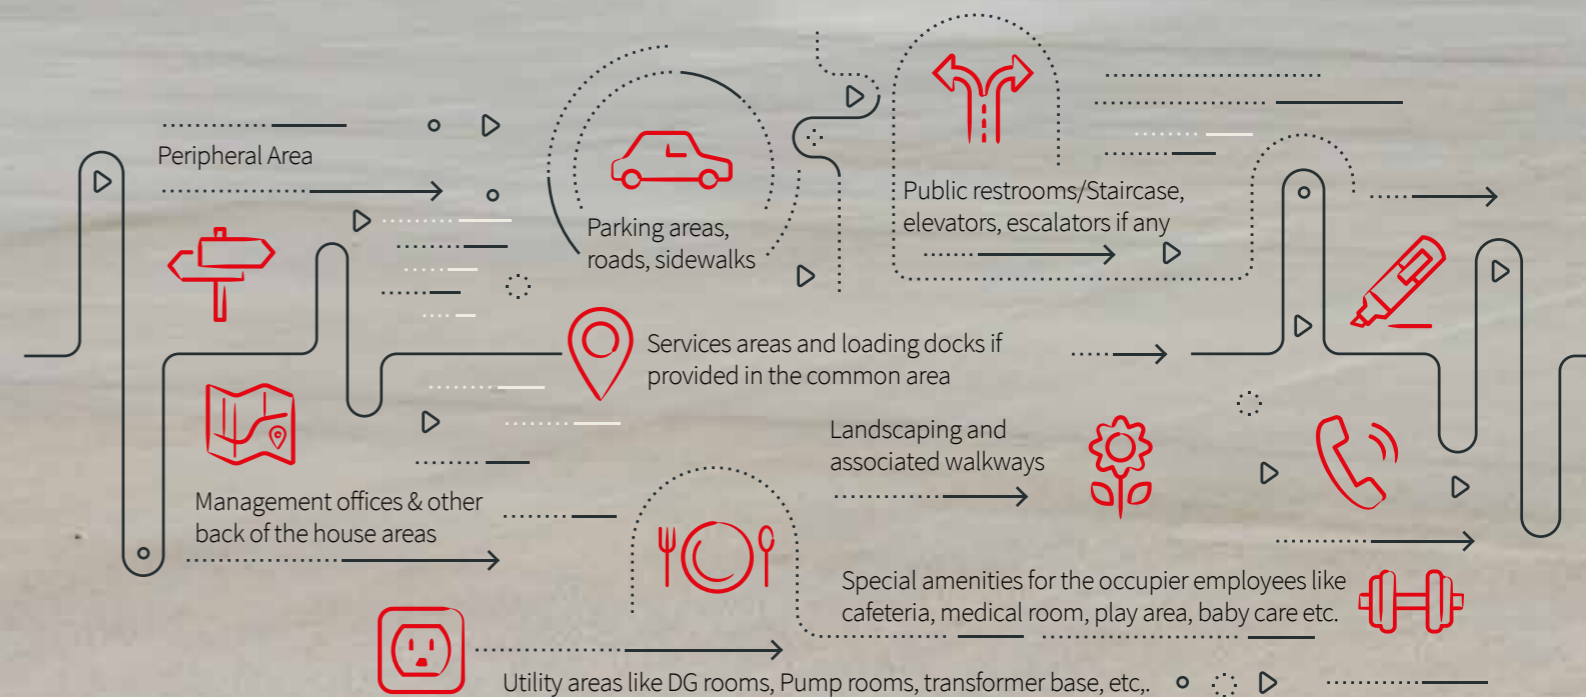 Peripheral Area
Parking areas,
roads, sidewalks
Public restrooms/Staircase,
elevators, escalators if any
Services areas and loading docks if
provided in the common area
Landscaping and
associated walkways
Management offices & other
back of the house areas
Special amenities for the occupier employees like
cafeteria, medical room, play area, baby care etc.
Utility areas like DG rooms, Pump rooms, transformer base, etc,.